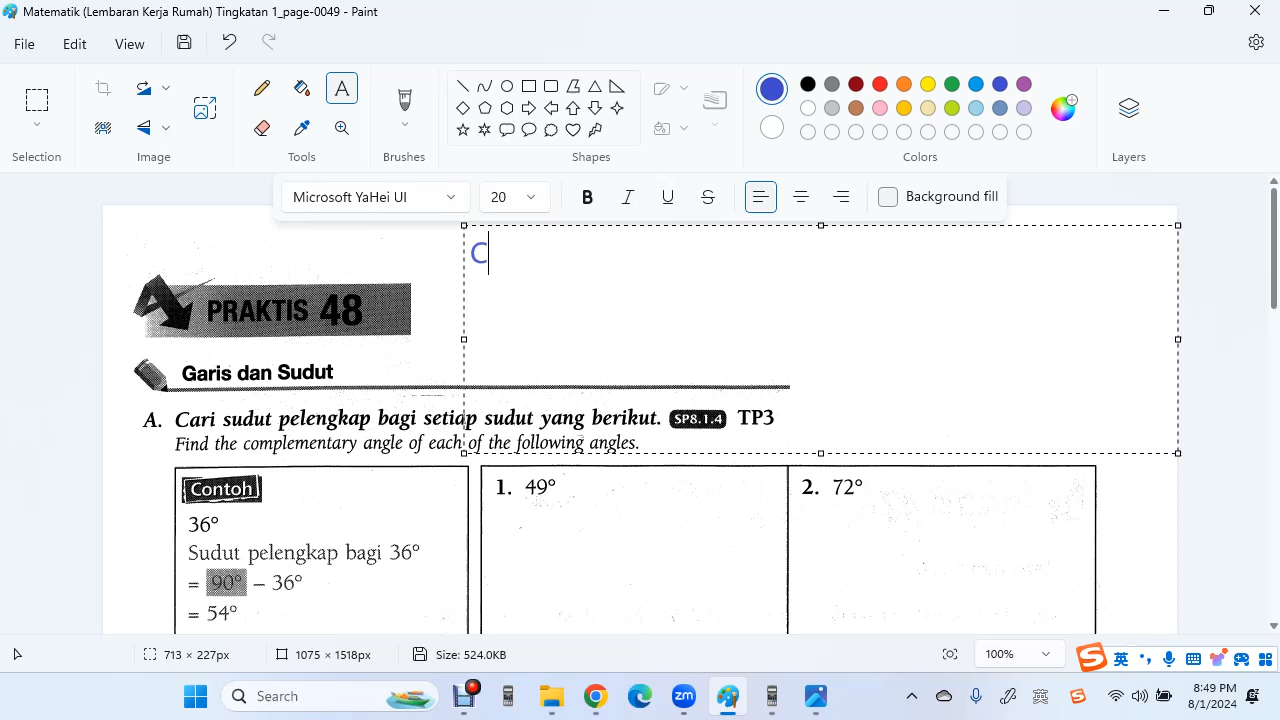 Matematik (Lembaran Kerja Rumah) Tingkatan 1_page-0049 - Paint
File Edit View
Selection Image Tools Brushes Shapes Colors Layers
Microsoft YaHei UI 20 B I U S Background fill
C
PRAKTIS 48
Garis dan Sudut
A. Cari sudut pelengkap bagi setiap sudut yang berikut. SP8.1.4 TP3
Find the complementary angle of each of the following angles.
Contoh
36°
Sudut pelengkap bagi 36°
= 90° – 36°
= 54°
1. 49°
2. 72°
713 × 227px 1075 × 1518px Size: 524.0KB 100%
英
Search
zm
英
8:49 PM
8/1/2024